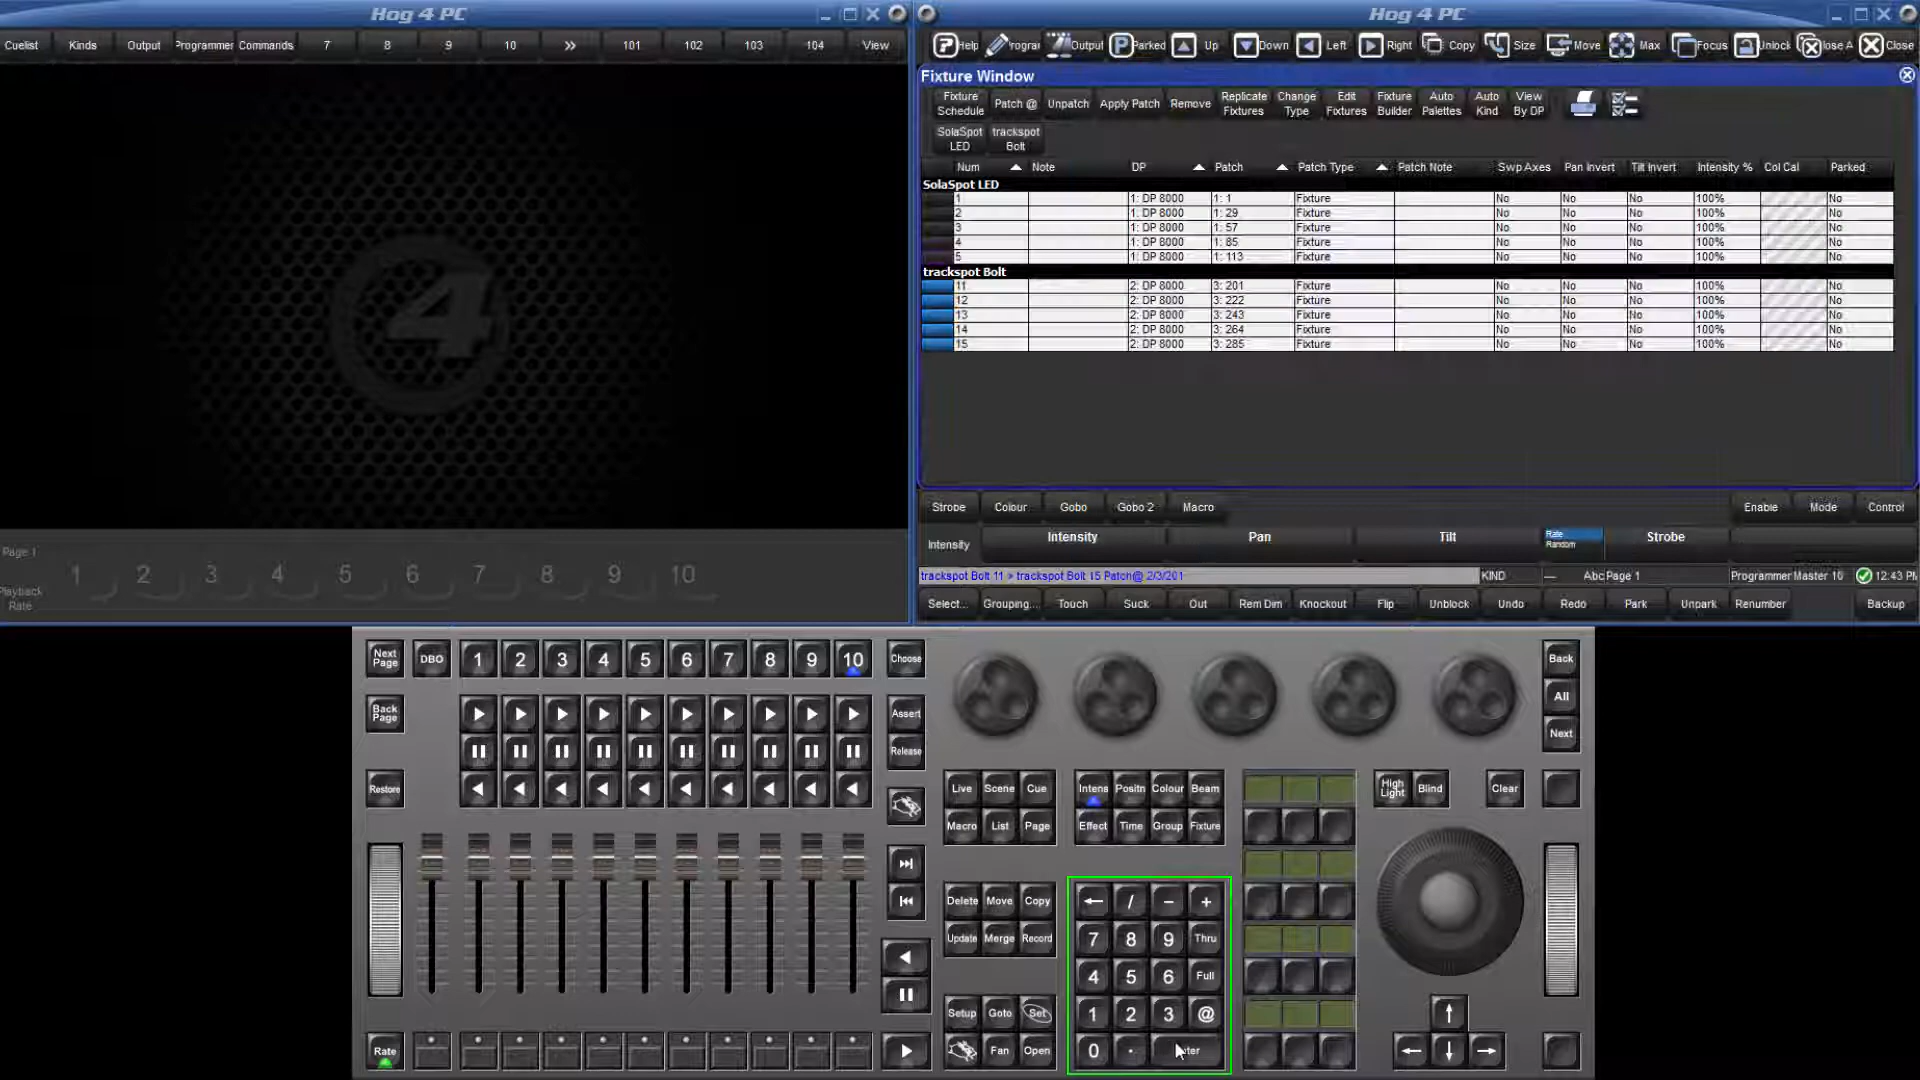 Hog 4 PC
Cuelist Kinds Output Programmer Commands 7 8 9 10 » 101 102 103 104 View
4
Page 1
1 2 3 4 5 6 7 8 9 10
Playback
Rate
Hog 4 PC
Help Progra Output Parked Up Down Left Right Copy Size Move Max Focus Unlock lose A Close
Fixture Window
Fixture Schedule Patch @ Unpatch Apply Patch Remove Replicate Fixtures Change Type Edit Fixtures Fixture Builder Auto Palettes Auto Kind View By DP
SolaSpot LED trackspot Bolt
Num Note DP Patch Patch Type Patch Note Swp Axes Pan Invert Tilt Invert Intensity % Col Cal Parked
SolaSpot LED
1 1: DP 8000 1: 1 Fixture No No No 100% No
2 1: DP 8000 1: 29 Fixture No No No 100% No
3 1: DP 8000 1: 57 Fixture No No No 100% No
4 1: DP 8000 1: 85 Fixture No No No 100% No
5 1: DP 8000 1: 113 Fixture No No No 100% No
trackspot Bolt
11 2: DP 8000 3: 201 Fixture No No No 100% No
12 2: DP 8000 3: 222 Fixture No No No 100% No
13 2: DP 8000 3: 243 Fixture No No No 100% No
14 2: DP 8000 3: 264 Fixture No No No 100% No
15 2: DP 8000 3: 285 Fixture No No No 100% No
Strobe Colour Gobo Gobo 2 Macro Enable Mode Control
Intensity Intensity Pan Tilt Rate Random Strobe
trackspot Bolt 11 » trackspot Bolt 15 Patch@ 2/3/201 KIND — Abc Page 1 Programmer Master 10 12:43 PM
Select... Grouping... Touch Suck Out Rem Dim Knockout Flip Unblock Undo Redo Park Unpark Renumber Backup
Next Page DBO 1 2 3 4 5 6 7 8 9 10 Choose
Back Page Assert
Release
Restore
Rate
Back
All
Next
Live Scene Cue Intens Positn Colour Beam High Light Blind Clear
Macro List Page Effect Time Group Fixture
Delete Move Copy ← / − +
Update Merge Record 7 8 9 Thru
4 5 6 Full
Setup Goto Set 1 2 3 @
Fan Open 0 .